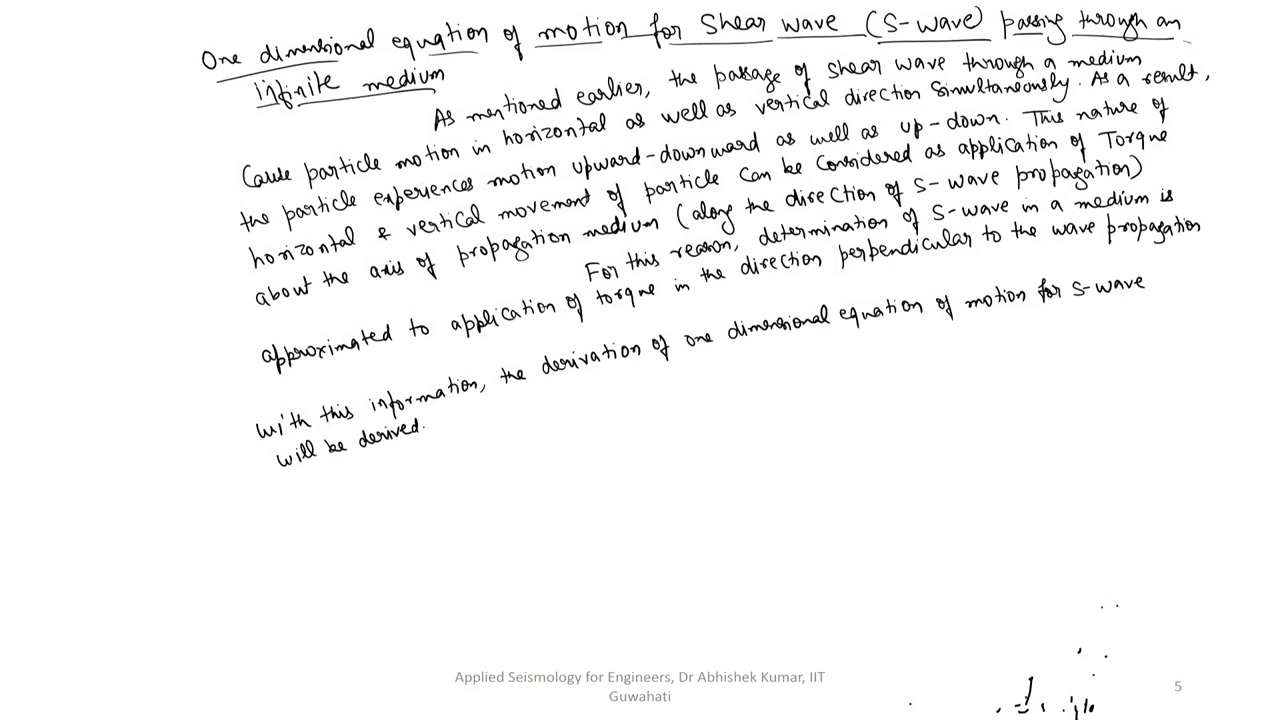 One dimensional equation of motion for Shear wave (S-wave) passing through an
infinite medium
As mentioned earlier, the passage of shear wave through a medium
Cause particle motion in horizontal as well as vertical direction simultaneously. As a result,
the particle experiences motion upward-downward as well as up-down. This nature of
horizontal & vertical movement of particle can be considered as application of Torque
about the axis of propagation medium (along the direction of S-wave propagation)
For this reason, determination of S-wave in a medium is
approximated to application of torque in the direction perpendicular to the wave propagation
With this information, the derivation of one dimensional equation of motion for S-wave
will be derived.
Applied Seismology for Engineers, Dr Abhishek Kumar, IIT
Guwahati
5